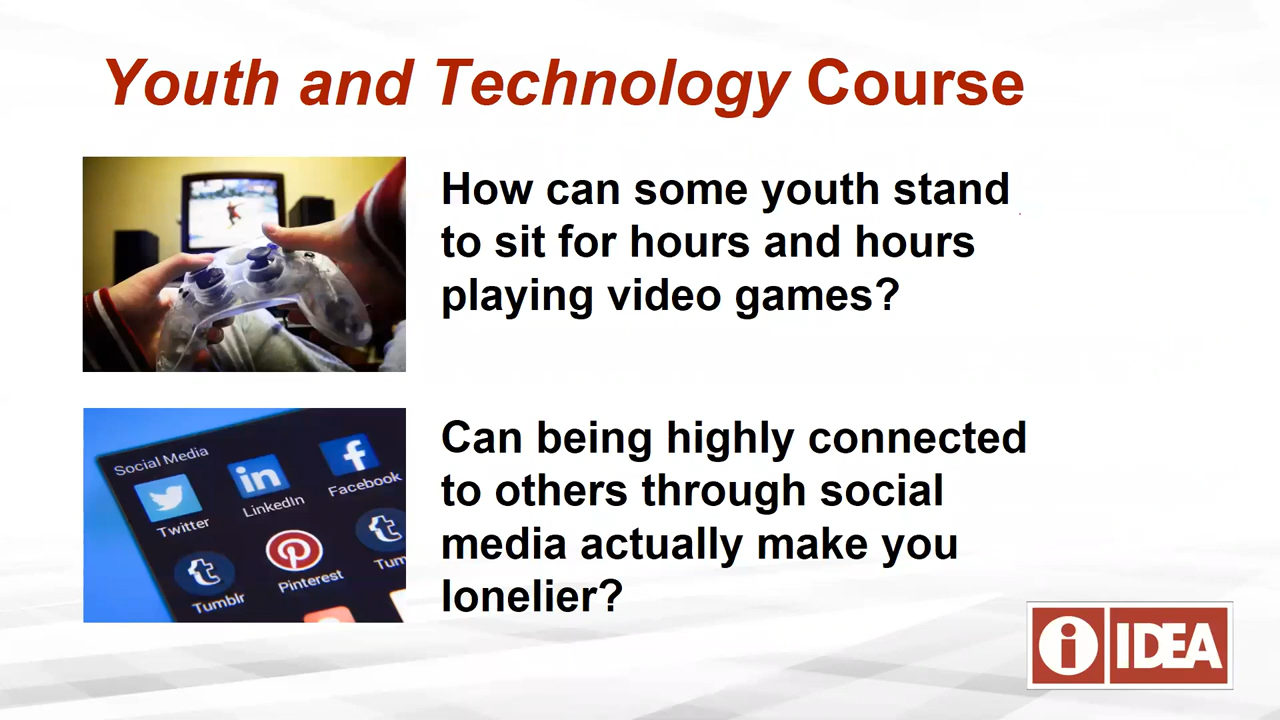 Youth and Technology Course
How can some youth stand
to sit for hours and hours
playing video games?
Social Media
Twitter
LinkedIn
Facebook
Tumblr
Pinterest
Tum
Can being highly connected
to others through social
media actually make you
lonelier?
i IDEA